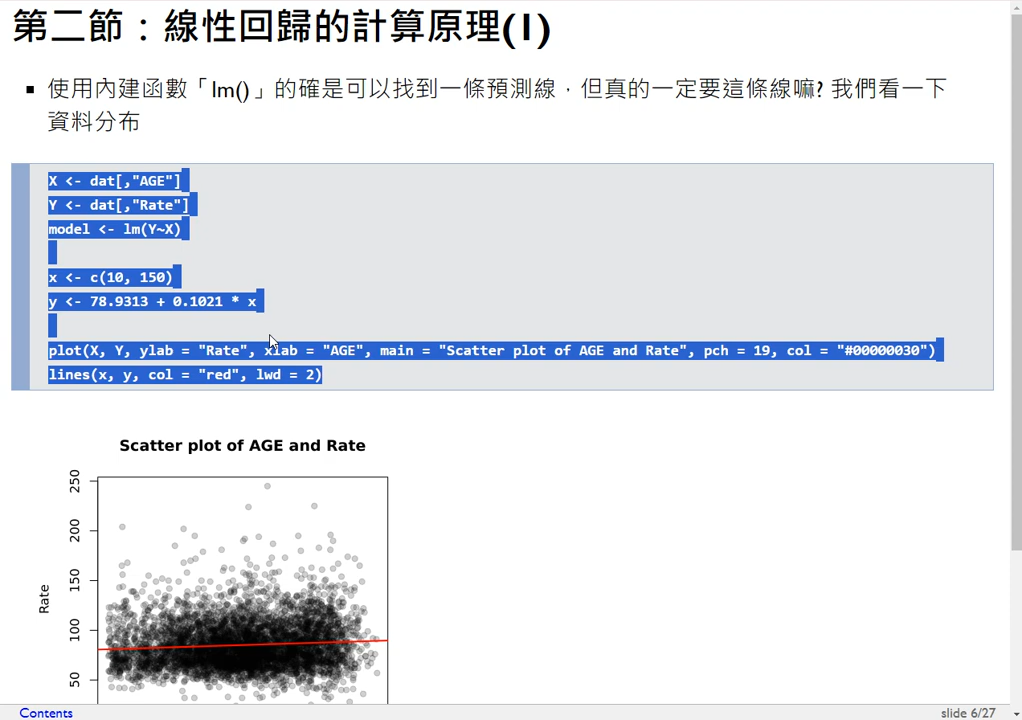 第二節：線性回歸的計算原理(1)
使用內建函數「lm()」的確是可以找到一條預測線，但真的一定要這條線嘛? 我們看一下
資料分布
X <- dat[,"AGE"]
Y <- dat[,"Rate"]
model <- lm(Y~X)
x <- c(10, 150)
y <- 78.9313 + 0.1021 * x
plot(X, Y, ylab = "Rate", xlab = "AGE", main = "Scatter plot of AGE and Rate", pch = 19, col = "#00000030")
lines(x, y, col = "red", lwd = 2)
Scatter plot of AGE and Rate
250
200
150
100
50
Rate
Contents
slide 6/27